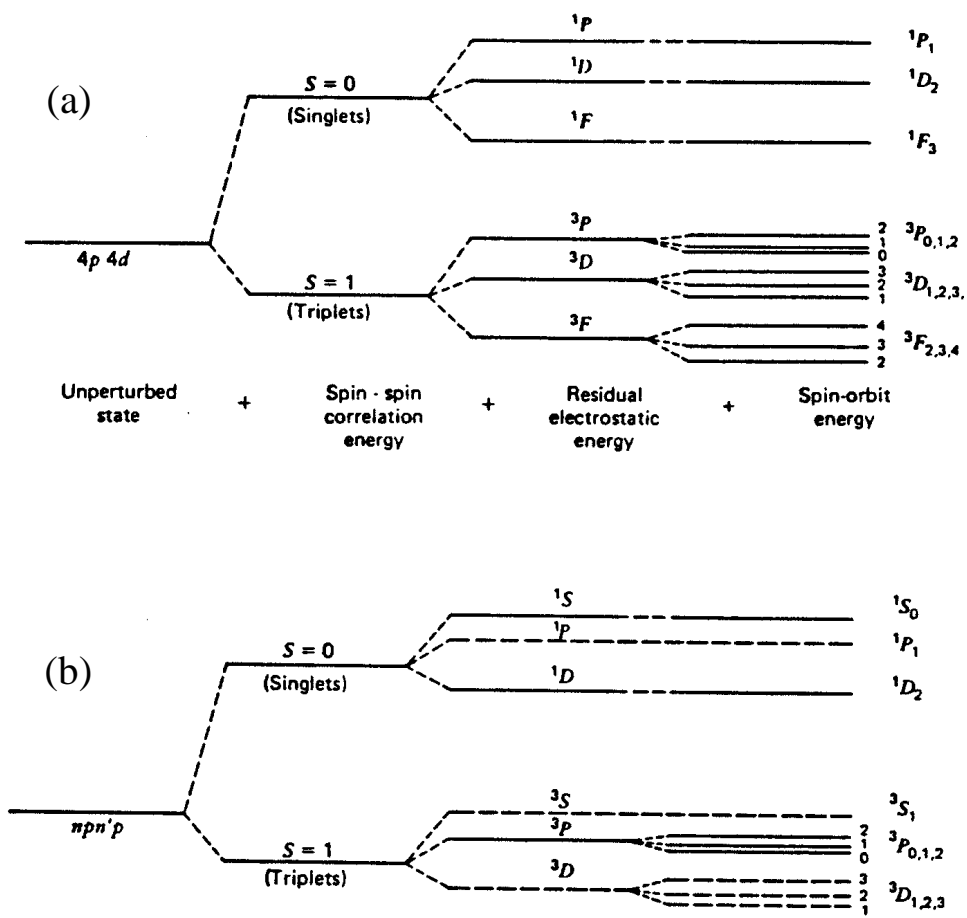 (a)
4p 4d
S = 0
(Singlets)
S = 1
(Triplets)
¹P
¹D
¹F
³P
³D
³F
¹P₁
¹D₂
¹F₃
2
1
0
³P₀,₁,₂
3
2
1
³D₁,₂,₃,
4
3
2
³F₂,₃,₄
Unperturbed
state
+
Spin - spin
correlation
energy
+
Residual
electrostatic
energy
+
Spin-orbit
energy
(b)
npn'p
S = 0
(Singlets)
S = 1
(Triplets)
¹S
¹P
¹D
³S
³P
³D
¹S₀
¹P₁
¹D₂
³S₁
2
1
0
³P₀,₁,₂
3
2
1
³D₁,₂,₃